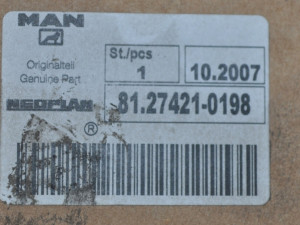 MAN
St./pcs
1
10.2007
Originalteil
Genuine Part
NEOPLAN
81.27421-0198
®